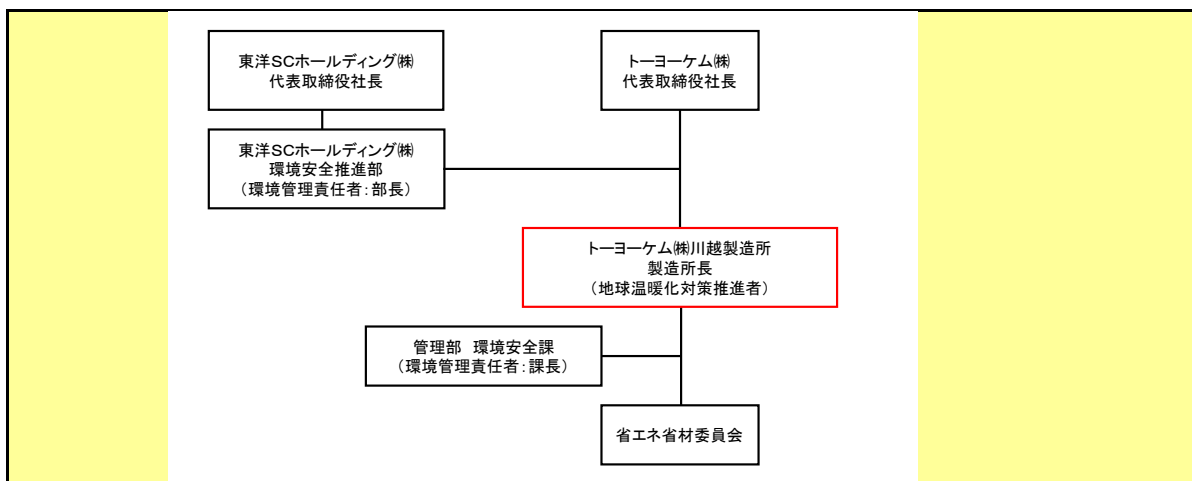 東洋SCホールディング㈱
代表取締役社長
トーヨーケム㈱
代表取締役社長
東洋SCホールディング㈱
環境安全推進部
（環境管理責任者：部長）
トーヨーケム㈱川越製造所
製造所長
（地球温暖化対策推進者）
管理部　環境安全課
（環境管理責任者：課長）
省エネ省材委員会